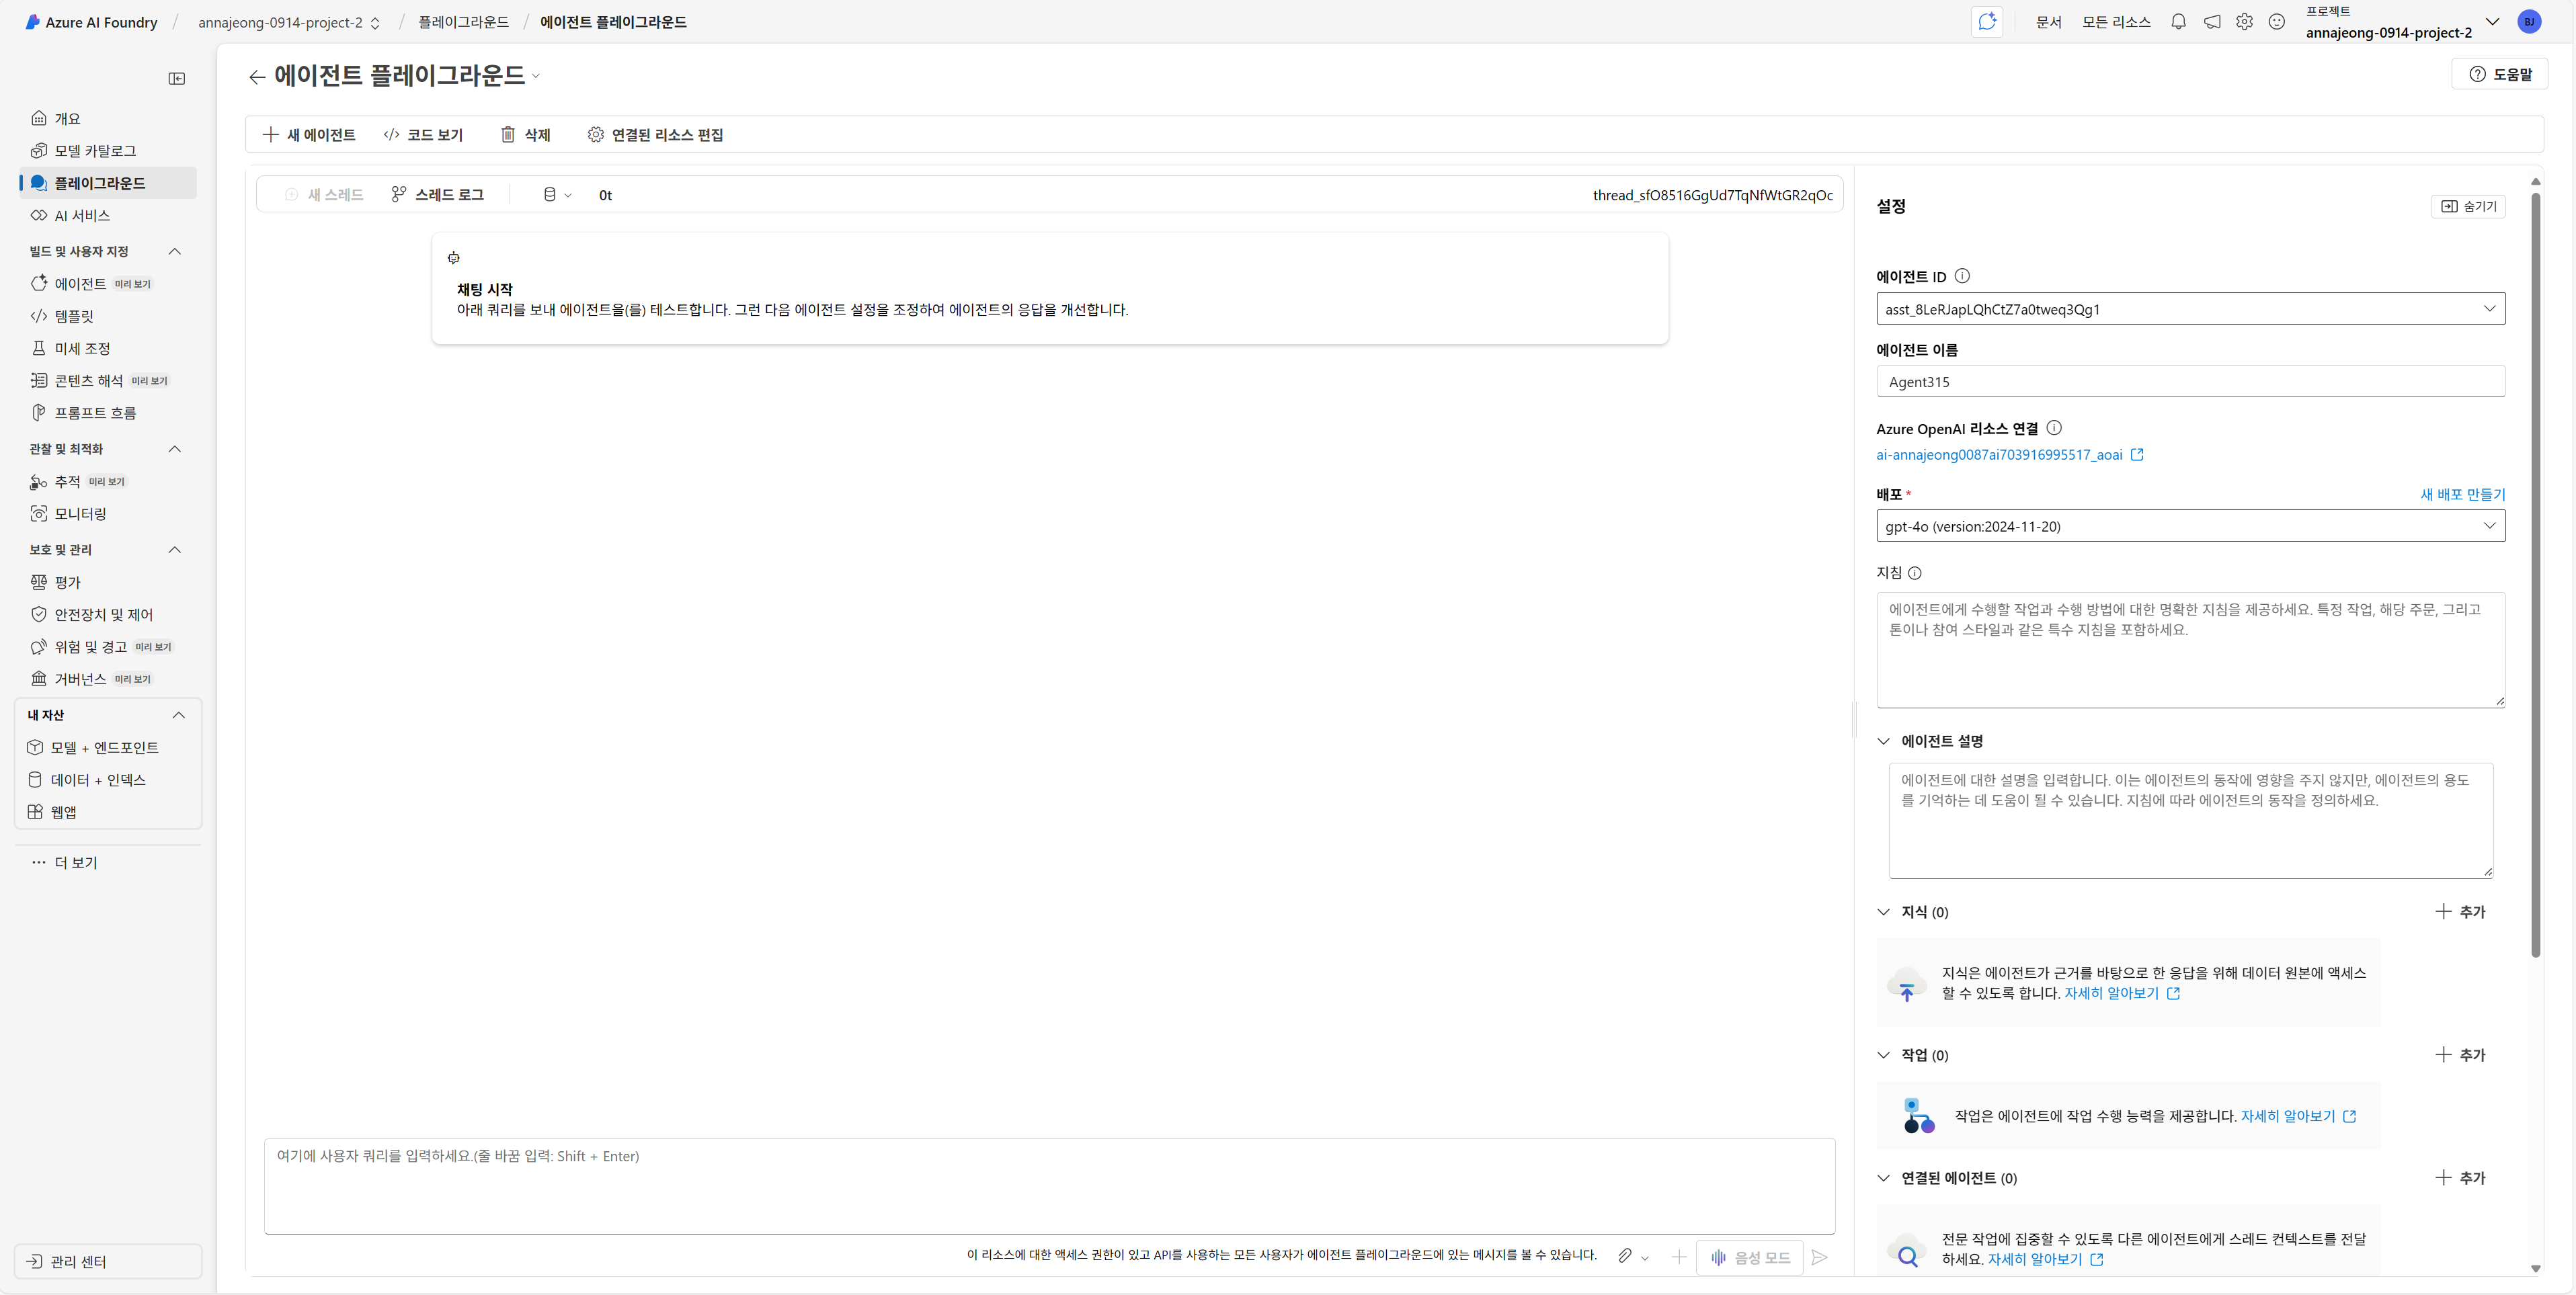 Azure AI Foundry / annajeong-0914-project-2 / 플레이그라운드 / 에이전트 플레이그라운드
문서 모든 리소스
프로젝트
annajeong-0914-project-2
BJ
개요
모델 카탈로그
플레이그라운드
AI 서비스
빌드 및 사용자 지정
에이전트 미리 보기
템플릿
미세 조정
콘텐츠 해석 미리 보기
프롬프트 흐름
관찰 및 최적화
추적 미리 보기
모니터링
보호 및 관리
평가
안전장치 및 제어
위험 및 경고 미리 보기
거버넌스 미리 보기
내 자산
모델 + 엔드포인트
데이터 + 인덱스
웹앱
더 보기
관리 센터
에이전트 플레이그라운드
도움말
새 에이전트 코드 보기 삭제 연결된 리소스 편집
새 스레드 스레드 로그 0t thread_sfO8516GgUd7TqNfWtGR2qOc
채팅 시작
아래 쿼리를 보내 에이전트을(를) 테스트합니다. 그런 다음 에이전트 설정을 조정하여 에이전트의 응답을 개선합니다.
여기에 사용자 쿼리를 입력하세요.(줄 바꿈 입력: Shift + Enter)
이 리소스에 대한 액세스 권한이 있고 API를 사용하는 모든 사용자가 에이전트 플레이그라운드에 있는 메시지를 볼 수 있습니다.
음성 모드
설정
숨기기
에이전트 ID
asst_8LeRJapLQhCtZ7a0tweq3Qg1
에이전트 이름
Agent315
Azure OpenAI 리소스 연결
ai-annajeong0087ai703916995517_aoai
배포 * 새 배포 만들기
gpt-4o (version:2024-11-20)
지침
에이전트에게 수행할 작업과 수행 방법에 대한 명확한 지침을 제공하세요. 특정 작업, 해당 주문, 그리고
톤이나 참여 스타일과 같은 특수 지침을 포함하세요.
에이전트 설명
에이전트에 대한 설명을 입력합니다. 이는 에이전트의 동작에 영향을 주지 않지만, 에이전트의 용도
를 기억하는 데 도움이 될 수 있습니다. 지침에 따라 에이전트의 동작을 정의하세요.
지식 (0) 추가
지식은 에이전트가 근거를 바탕으로 한 응답을 위해 데이터 원본에 액세스
할 수 있도록 합니다. 자세히 알아보기
작업 (0) 추가
작업은 에이전트에 작업 수행 능력을 제공합니다. 자세히 알아보기
연결된 에이전트 (0) 추가
전문 작업에 집중할 수 있도록 다른 에이전트에게 스레드 컨텍스트를 전달
하세요. 자세히 알아보기